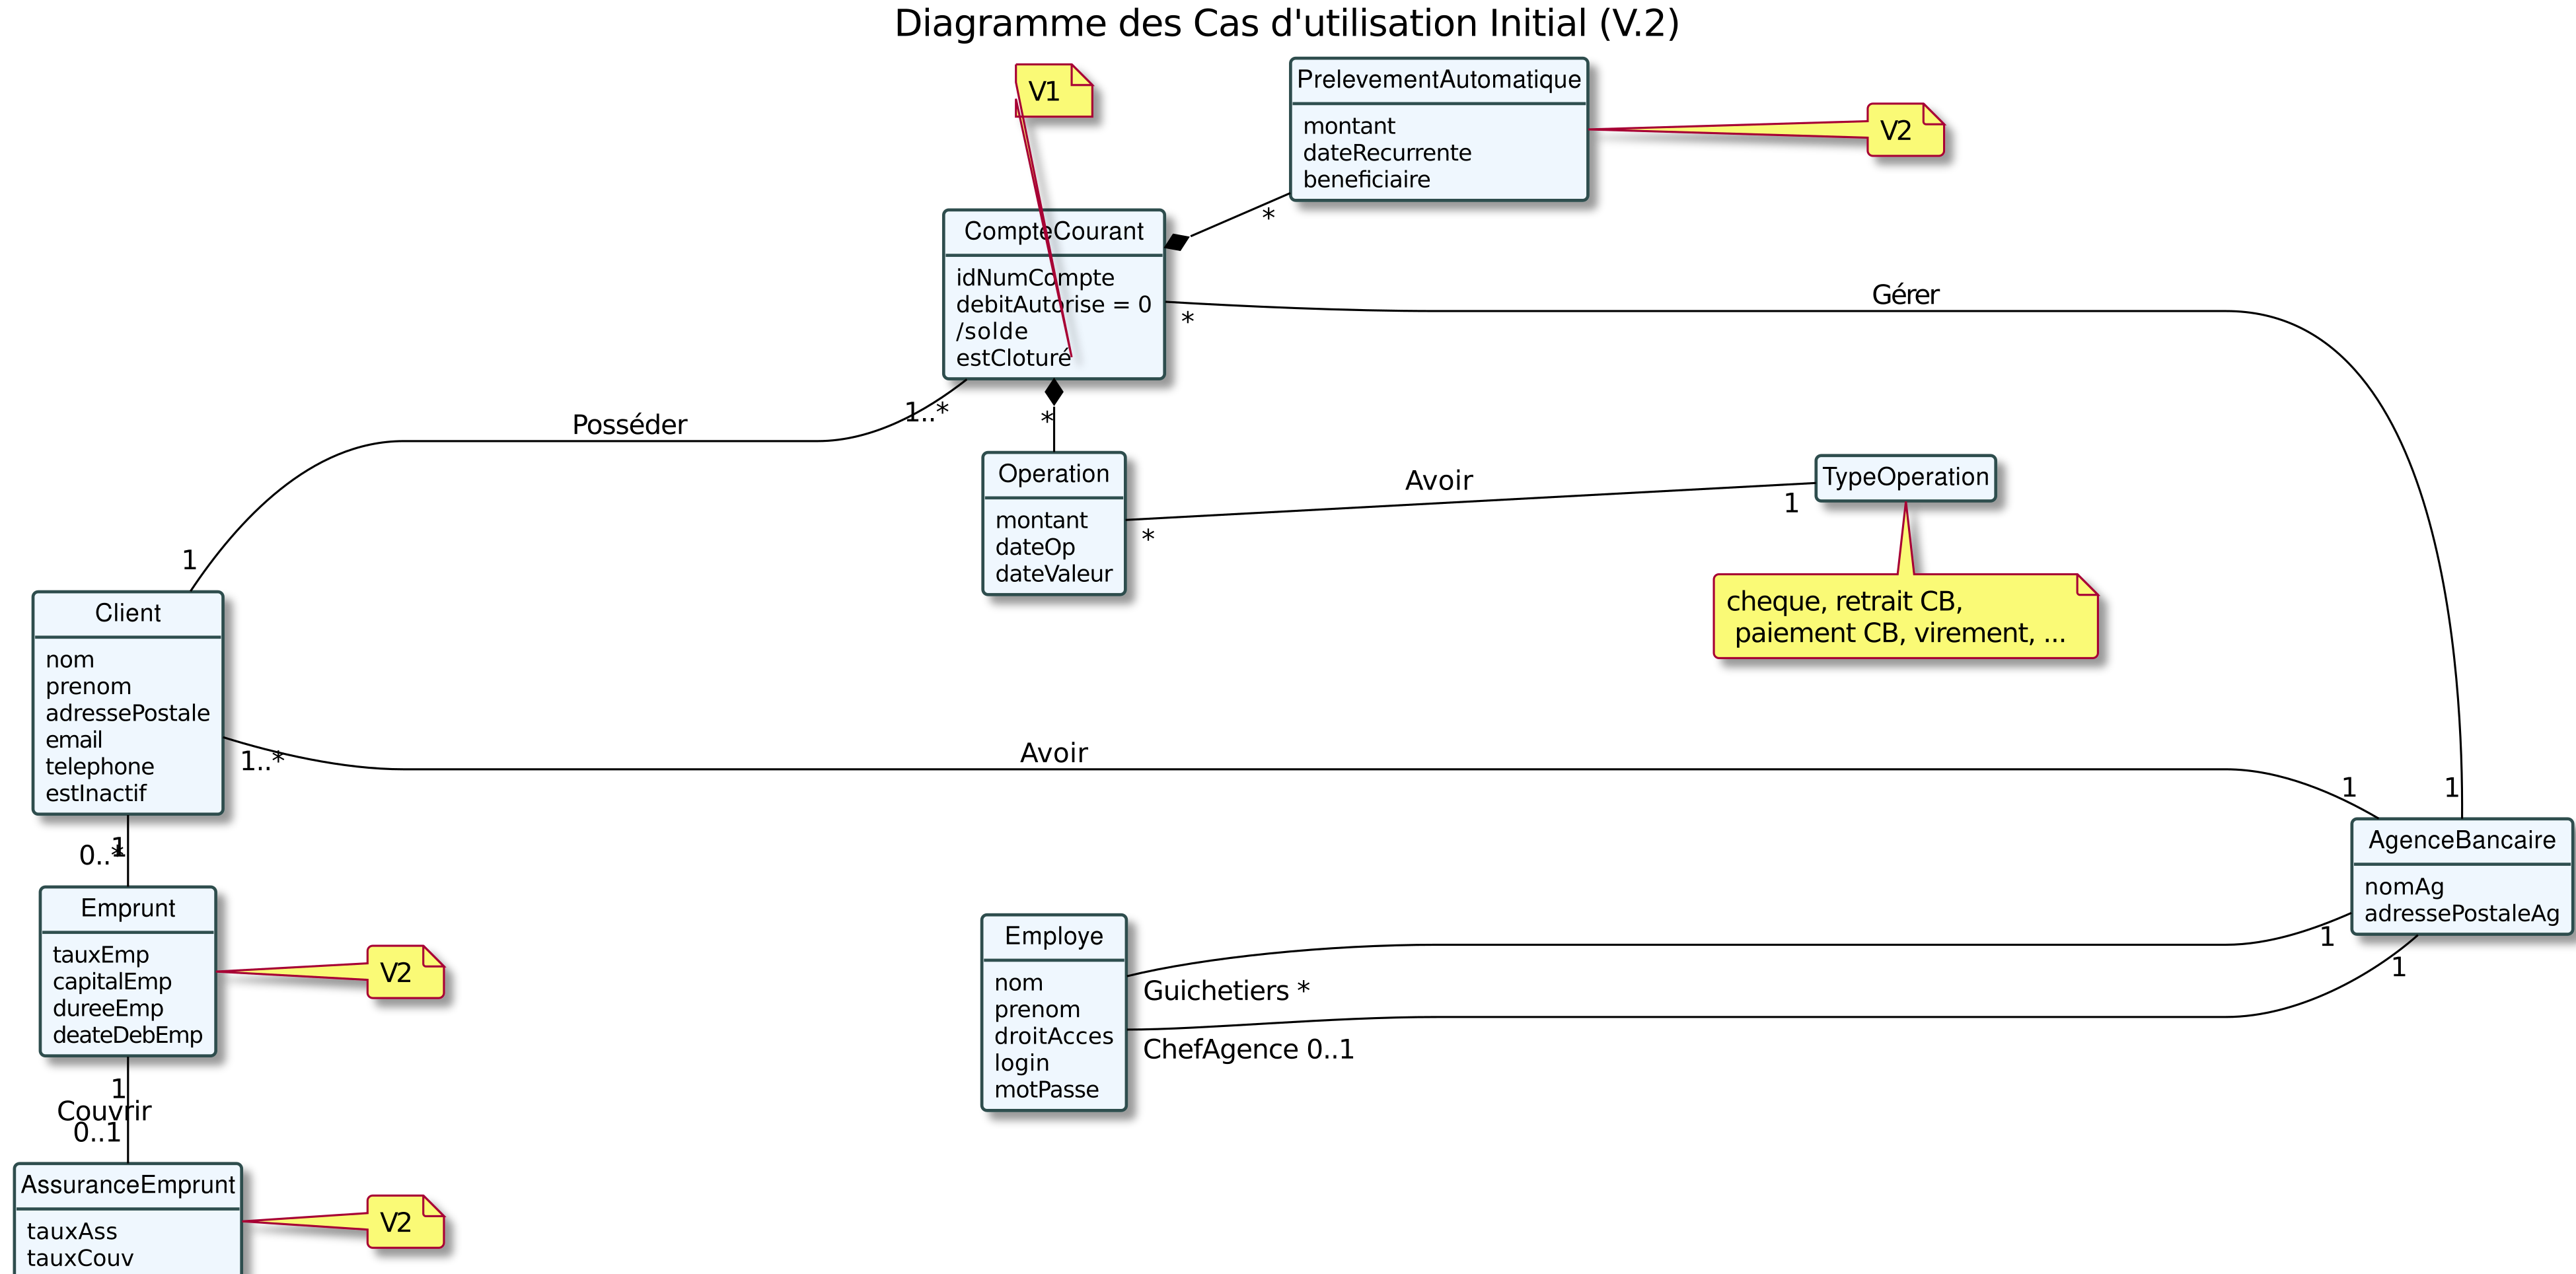 Diagramme des Cas d'utilisation Initial (V.2)
V1
PrelevementAutomatique
montant
dateRecurrente
beneficiaire
V2
*
CompteCourant
idNumCompte
debitAutorise = 0
/solde
estCloturé
*
Gérer
1..*
Posséder
1
*
Operation
montant
dateOp
dateValeur
*
Avoir
1
TypeOperation
cheque, retrait CB,
paiement CB, virement, ...
Client
nom
prenom
adressePostale
email
telephone
estInactif
1..*
Avoir
1
1
AgenceBancaire
nomAg
adressePostaleAg
1
0..*
Emprunt
tauxEmp
capitalEmp
dureeEmp
deateDebEmp
V2
Employe
nom
prenom
droitAcces
login
motPasse
Guichetiers *
1
ChefAgence 0..1
1
1
Couvrir
0..1
AssuranceEmprunt
tauxAss
tauxCouv
V2